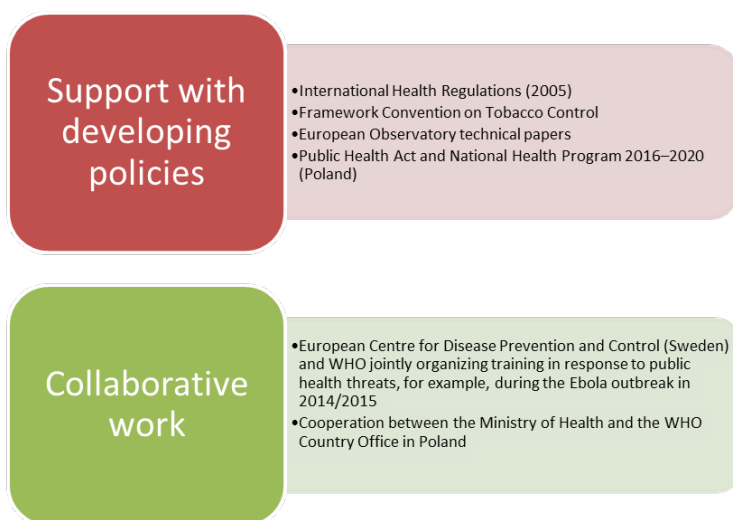 Support with
developing
policies
•International Health Regulations (2005)
•Framework Convention on Tobacco Control
•European Observatory technical papers
•Public Health Act and National Health Program 2016–2020
(Poland)
Collaborative
work
•European Centre for Disease Prevention and Control (Sweden)
and WHO jointly organizing training in response to public
health threats, for example, during the Ebola outbreak in
2014/2015
•Cooperation between the Ministry of Health and the WHO
Country Office in Poland